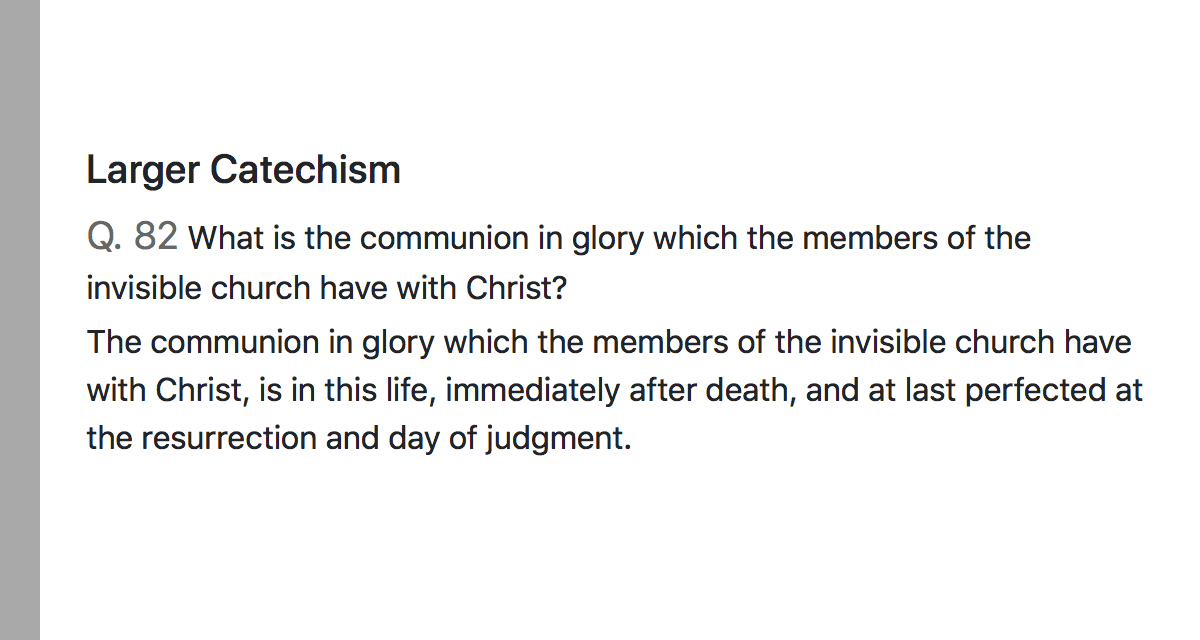 Larger Catechism
Q. 82 What is the communion in glory which the members of the
invisible church have with Christ?
The communion in glory which the members of the invisible church have
with Christ, is in this life, immediately after death, and at last perfected at
the resurrection and day of judgment.